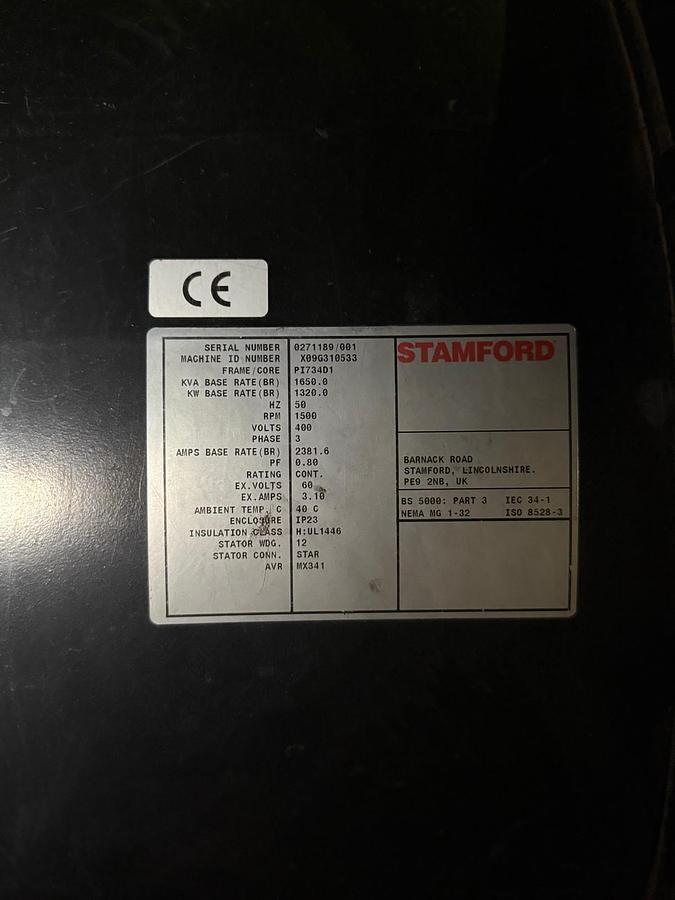 CE
SERIAL NUMBER 0271189/001
MACHINE ID NUMBER X09G310533
FRAME/CORE PI734D1
KVA BASE RATE(BR) 1650.0
KW BASE RATE(BR) 1320.0
HZ 50
RPM 1500
VOLTS 400
PHASE 3
AMPS BASE RATE(BR) 2381.6
PF 0.80
RATING CONT.
EX.VOLTS 60
EX.AMPS 3.10
AMBIENT TEMP. C 40 C
ENCLOSURE IP23
INSULATION CLASS H:UL1446
STATOR WDG. 12
STATOR CONN. STAR
AVR MX341
STAMFORD
BARNACK ROAD
STAMFORD, LINCOLNSHIRE.
PE9 2NB, UK
BS 5000: PART 3 IEC 34-1
NEMA MG 1-32 ISO 8528-3